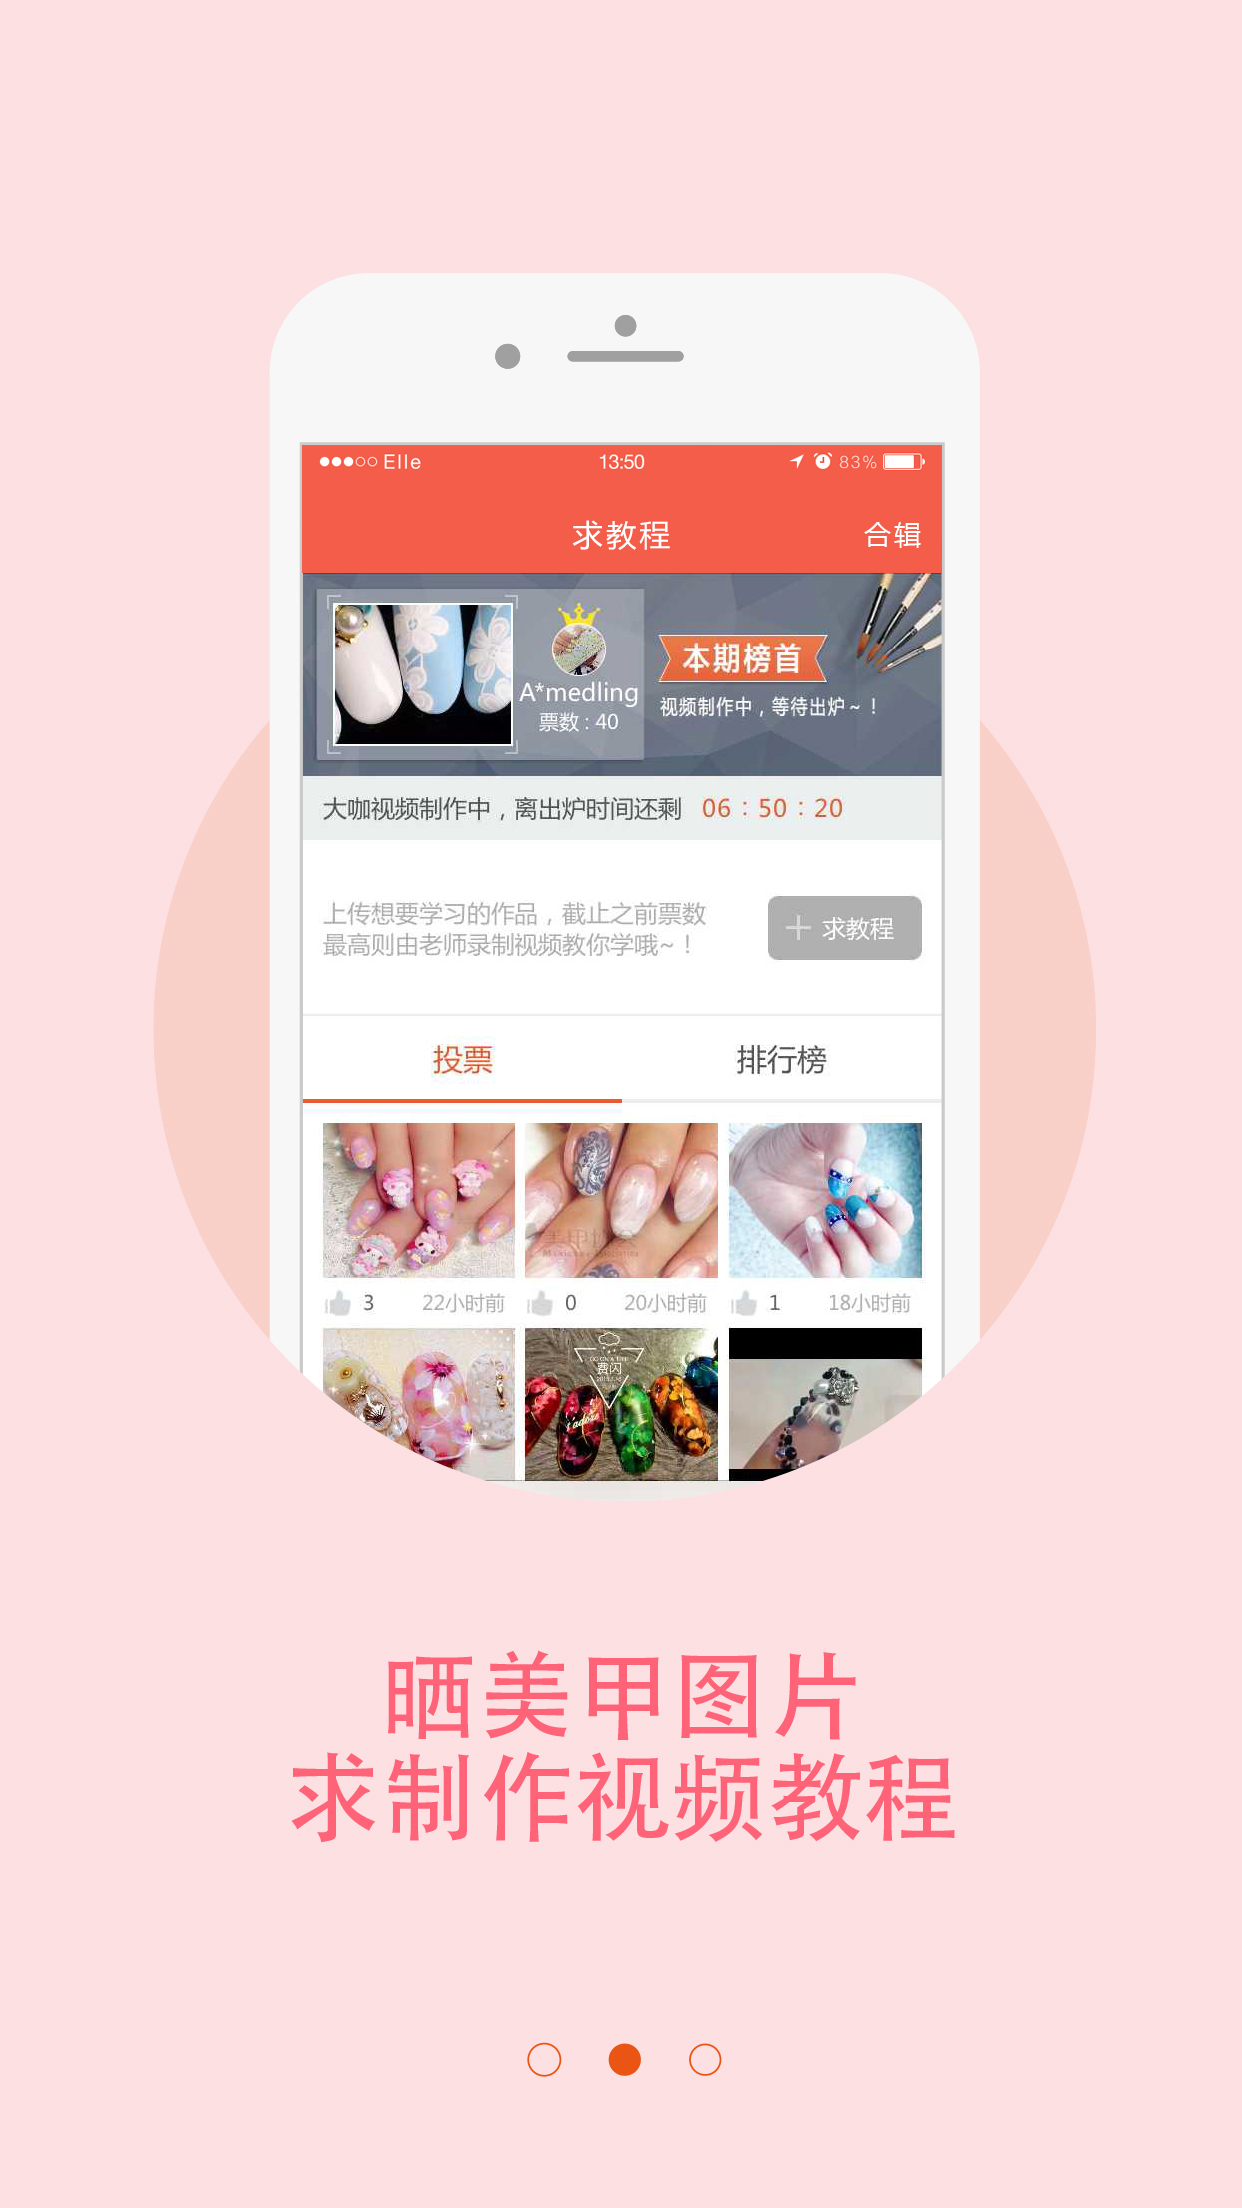 Elle 13:50 83%
求教程 合辑
本期榜首
A*medling
票数 : 40
视频制作中，等待出炉~！
大咖视频制作中，离出炉时间还剩 06 : 50 : 20
上传想要学习的作品，截止之前票数
最高则由老师录制视频教你学哦~！
求教程
投票 排行榜
3 22小时前 0 20小时前 1 18小时前
晒美甲图片
求制作视频教程